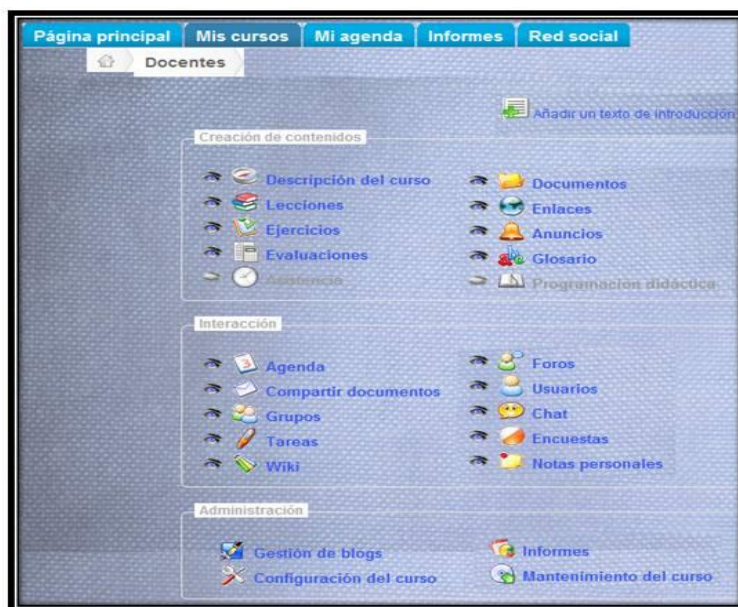 Página principal Mis cursos Mi agenda Informes Red social
Docentes
Añadir un texto de introducción
Creación de contenidos
Descripción del curso Documentos
Lecciones Enlaces
Ejercicios Anuncios
Evaluaciones Glosario
Asistencia Programación didáctica
Interacción
Agenda Foros
Compartir documentos Usuarios
Grupos Chat
Tareas Encuestas
Wiki Notas personales
Administración
Gestión de blogs Informes
Configuración del curso Mantenimiento del curso